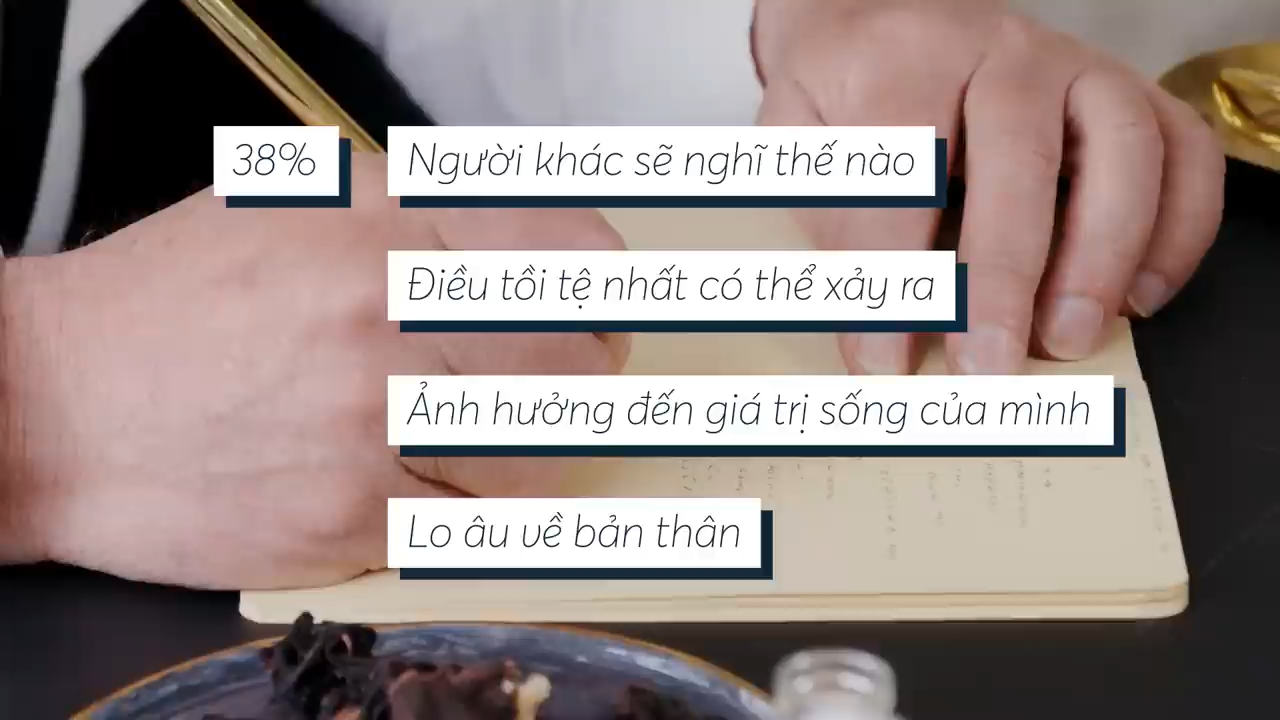 38% Người khác sẽ nghĩ thế nào
Điều tồi tệ nhất có thể xảy ra
Ảnh hưởng đến giá trị sống của mình
Lo âu về bản thân